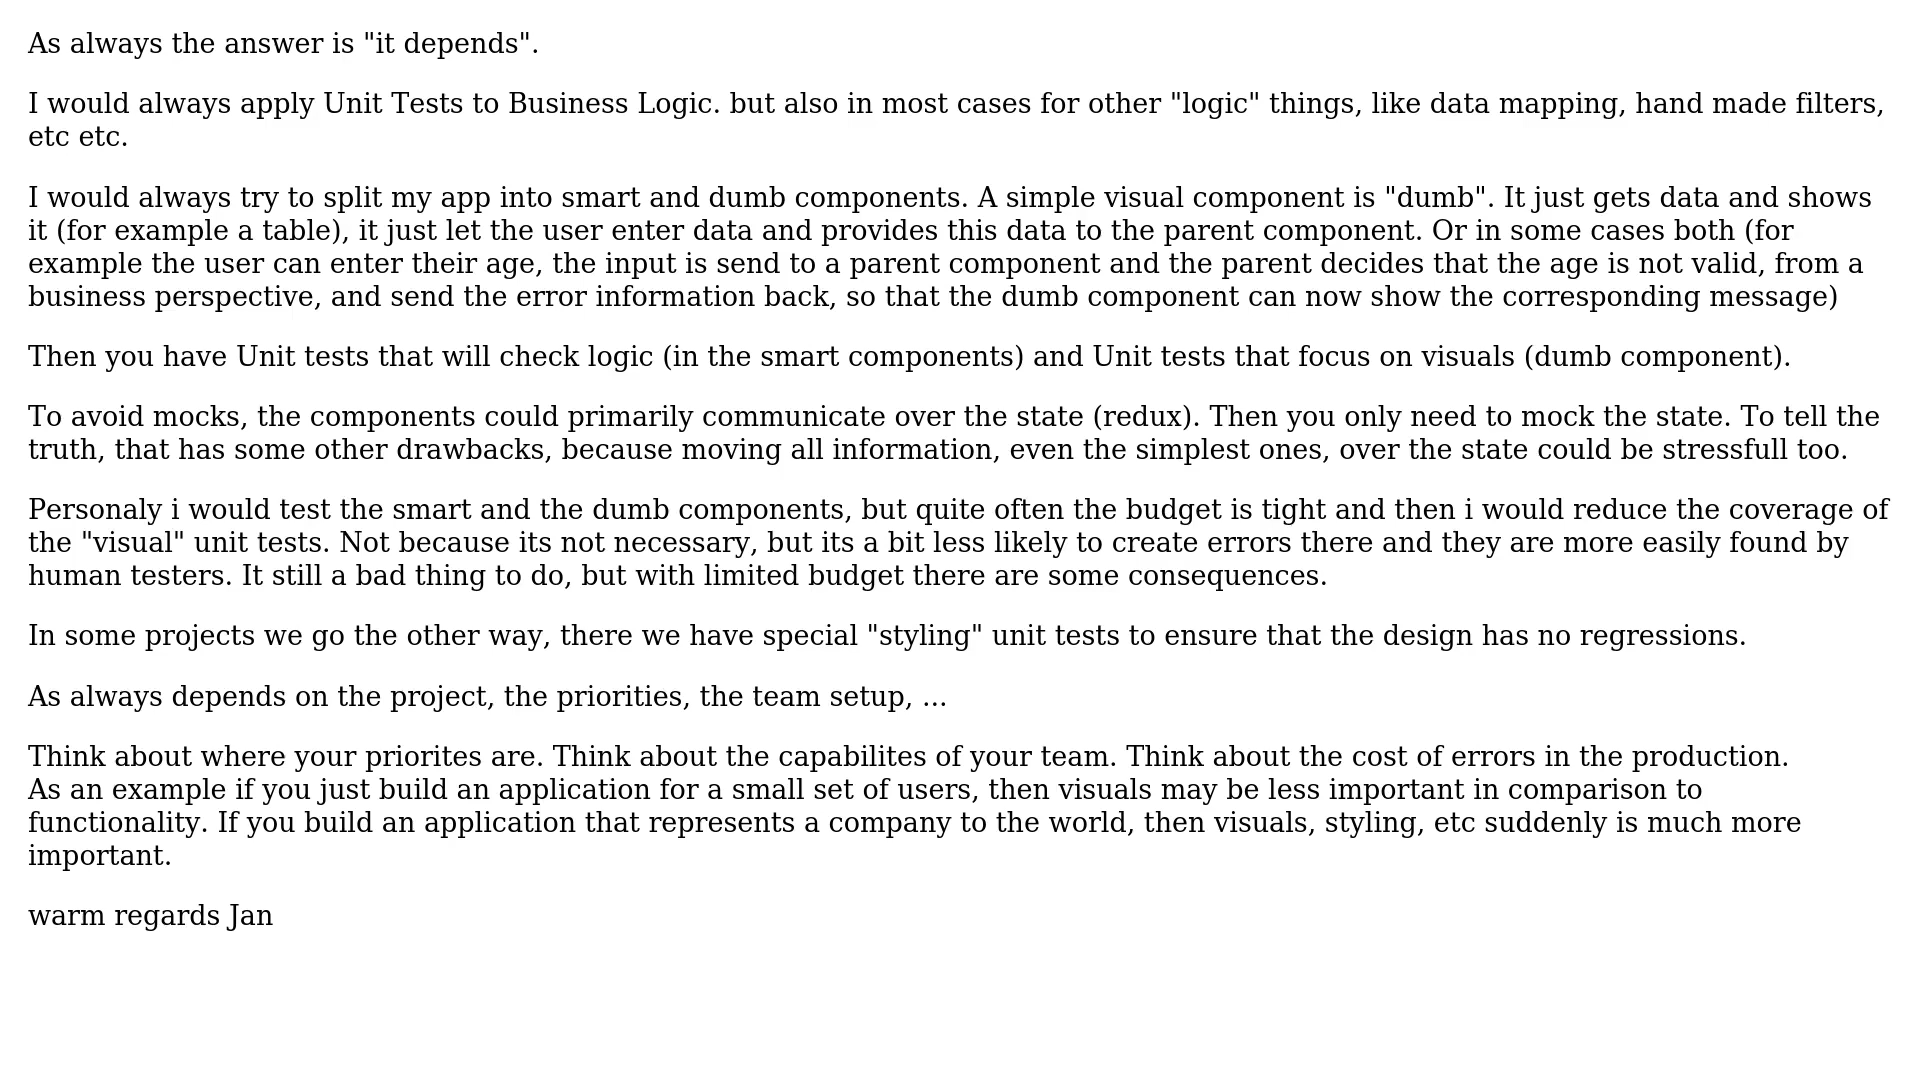 As always the answer is "it depends".
I would always apply Unit Tests to Business Logic. but also in most cases for other "logic" things, like data mapping, hand made filters,
etc etc.
I would always try to split my app into smart and dumb components. A simple visual component is "dumb". It just gets data and shows
it (for example a table), it just let the user enter data and provides this data to the parent component. Or in some cases both (for
example the user can enter their age, the input is send to a parent component and the parent decides that the age is not valid, from a
business perspective, and send the error information back, so that the dumb component can now show the corresponding message)
Then you have Unit tests that will check logic (in the smart components) and Unit tests that focus on visuals (dumb component).
To avoid mocks, the components could primarily communicate over the state (redux). Then you only need to mock the state. To tell the
truth, that has some other drawbacks, because moving all information, even the simplest ones, over the state could be stressfull too.
Personaly i would test the smart and the dumb components, but quite often the budget is tight and then i would reduce the coverage of
the "visual" unit tests. Not because its not necessary, but its a bit less likely to create errors there and they are more easily found by
human testers. It still a bad thing to do, but with limited budget there are some consequences.
In some projects we go the other way, there we have special "styling" unit tests to ensure that the design has no regressions.
As always depends on the project, the priorities, the team setup, ...
Think about where your priorites are. Think about the capabilites of your team. Think about the cost of errors in the production.
As an example if you just build an application for a small set of users, then visuals may be less important in comparison to
functionality. If you build an application that represents a company to the world, then visuals, styling, etc suddenly is much more
important.
warm regards Jan